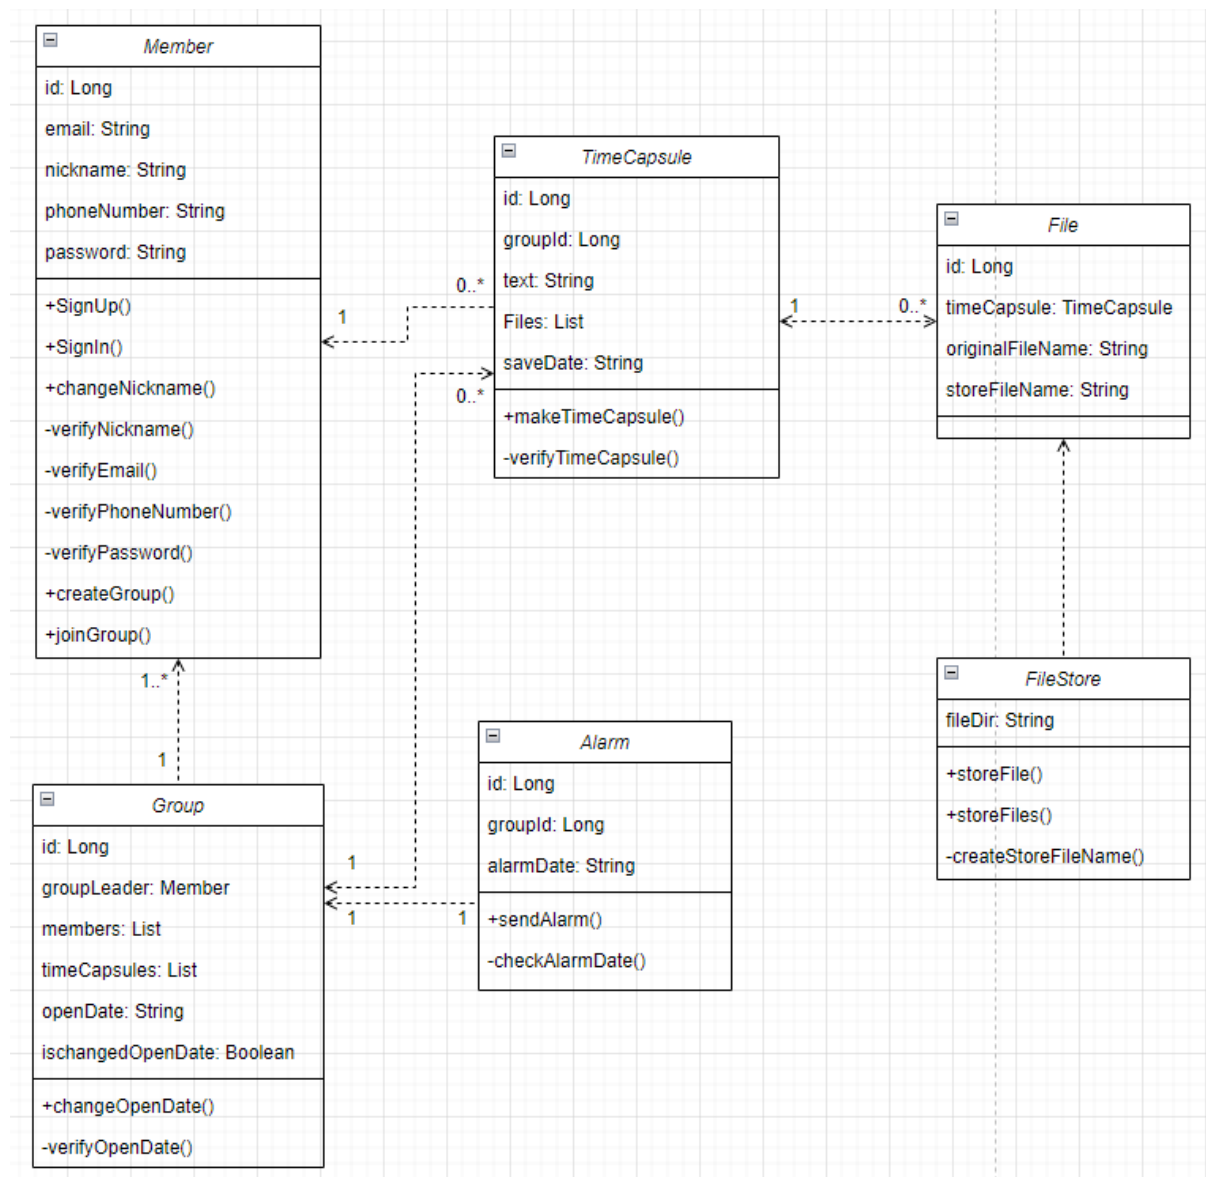 Member
id: Long
email: String
nickname: String
phoneNumber: String
password: String
+SignUp()
+SignIn()
+changeNickname()
-verifyNickname()
-verifyEmail()
-verifyPhoneNumber()
-verifyPassword()
+createGroup()
+joinGroup()
1
0..*
TimeCapsule
id: Long
groupId: Long
text: String
Files: List
saveDate: String
+makeTimeCapsule()
-verifyTimeCapsule()
0..*
1
0..*
File
id: Long
timeCapsule: TimeCapsule
originalFileName: String
storeFileName: String
1..*
1
Group
id: Long
groupLeader: Member
members: List
timeCapsules: List
openDate: String
ischangedOpenDate: Boolean
+changeOpenDate()
-verifyOpenDate()
1
1
1
Alarm
id: Long
groupId: Long
alarmDate: String
+sendAlarm()
-checkAlarmDate()
FileStore
fileDir: String
+storeFile()
+storeFiles()
-createStoreFileName()